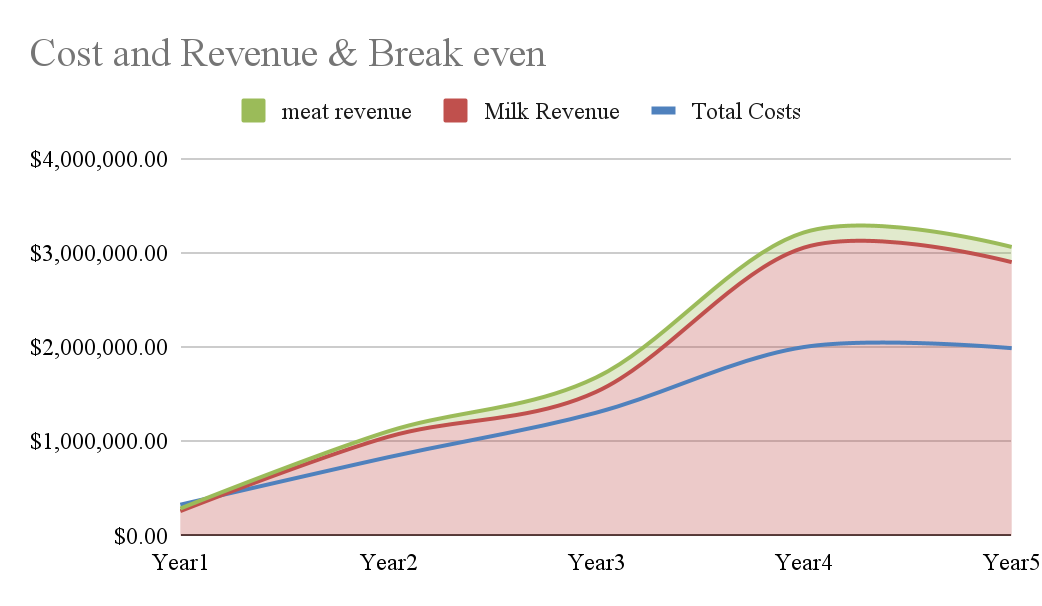 Cost and Revenue & Break even
meat revenue Milk Revenue Total Costs
$4,000,000.00
$3,000,000.00
$2,000,000.00
$1,000,000.00
$0.00
Year1 Year2 Year3 Year4 Year5